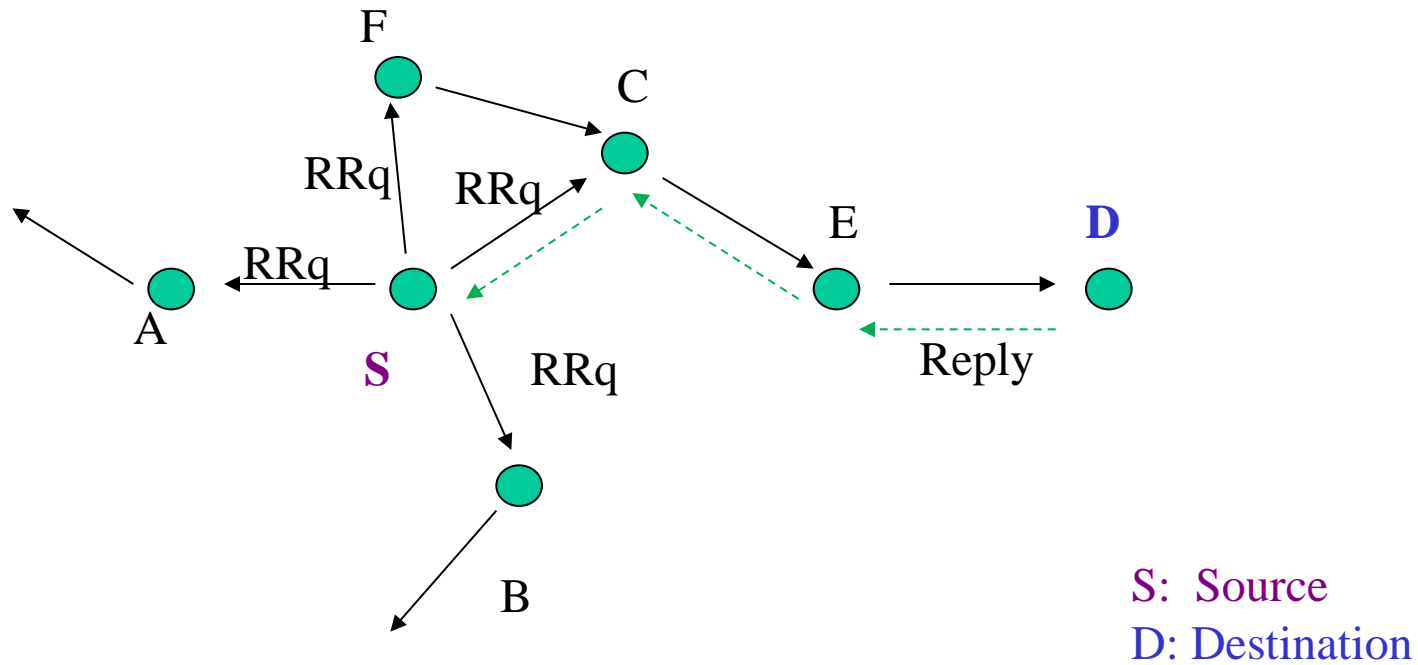 F
C
RRq
RRq
E
D
RRq
A
S
RRq
Reply
B
S: Source
D: Destination